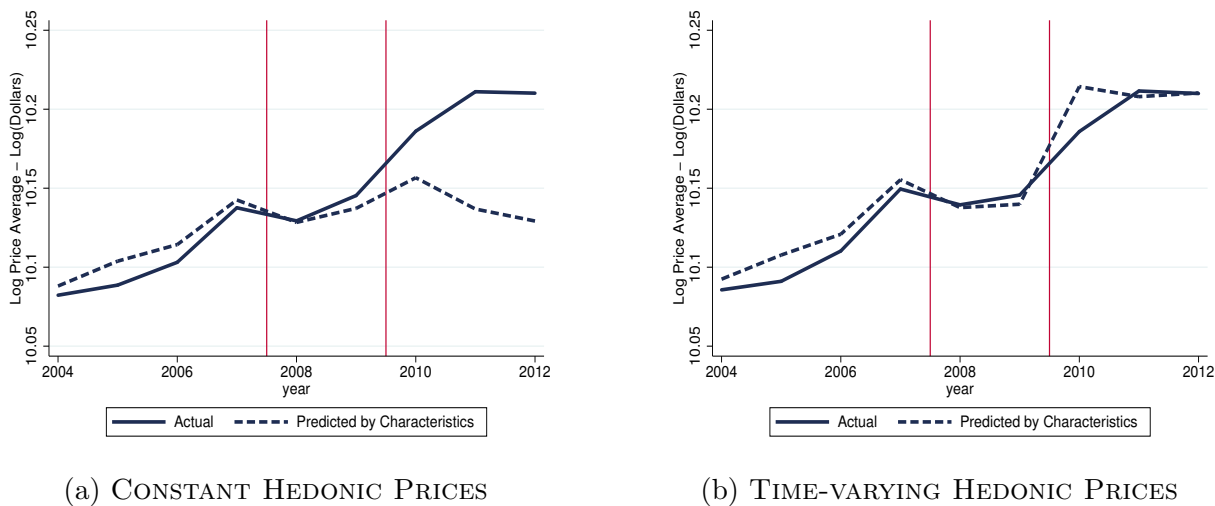 Log Price Average – Log(Dollars)
10.25
10.2
10.15
10.1
10.05
2004 2006 2008 2010 2012
year
Actual Predicted by Characteristics
(a) Constant Hedonic Prices
Log Price Average – Log(Dollars)
10.25
10.2
10.15
10.1
10.05
2004 2006 2008 2010 2012
year
Actual Predicted by Characteristics
(b) Time-varying Hedonic Prices